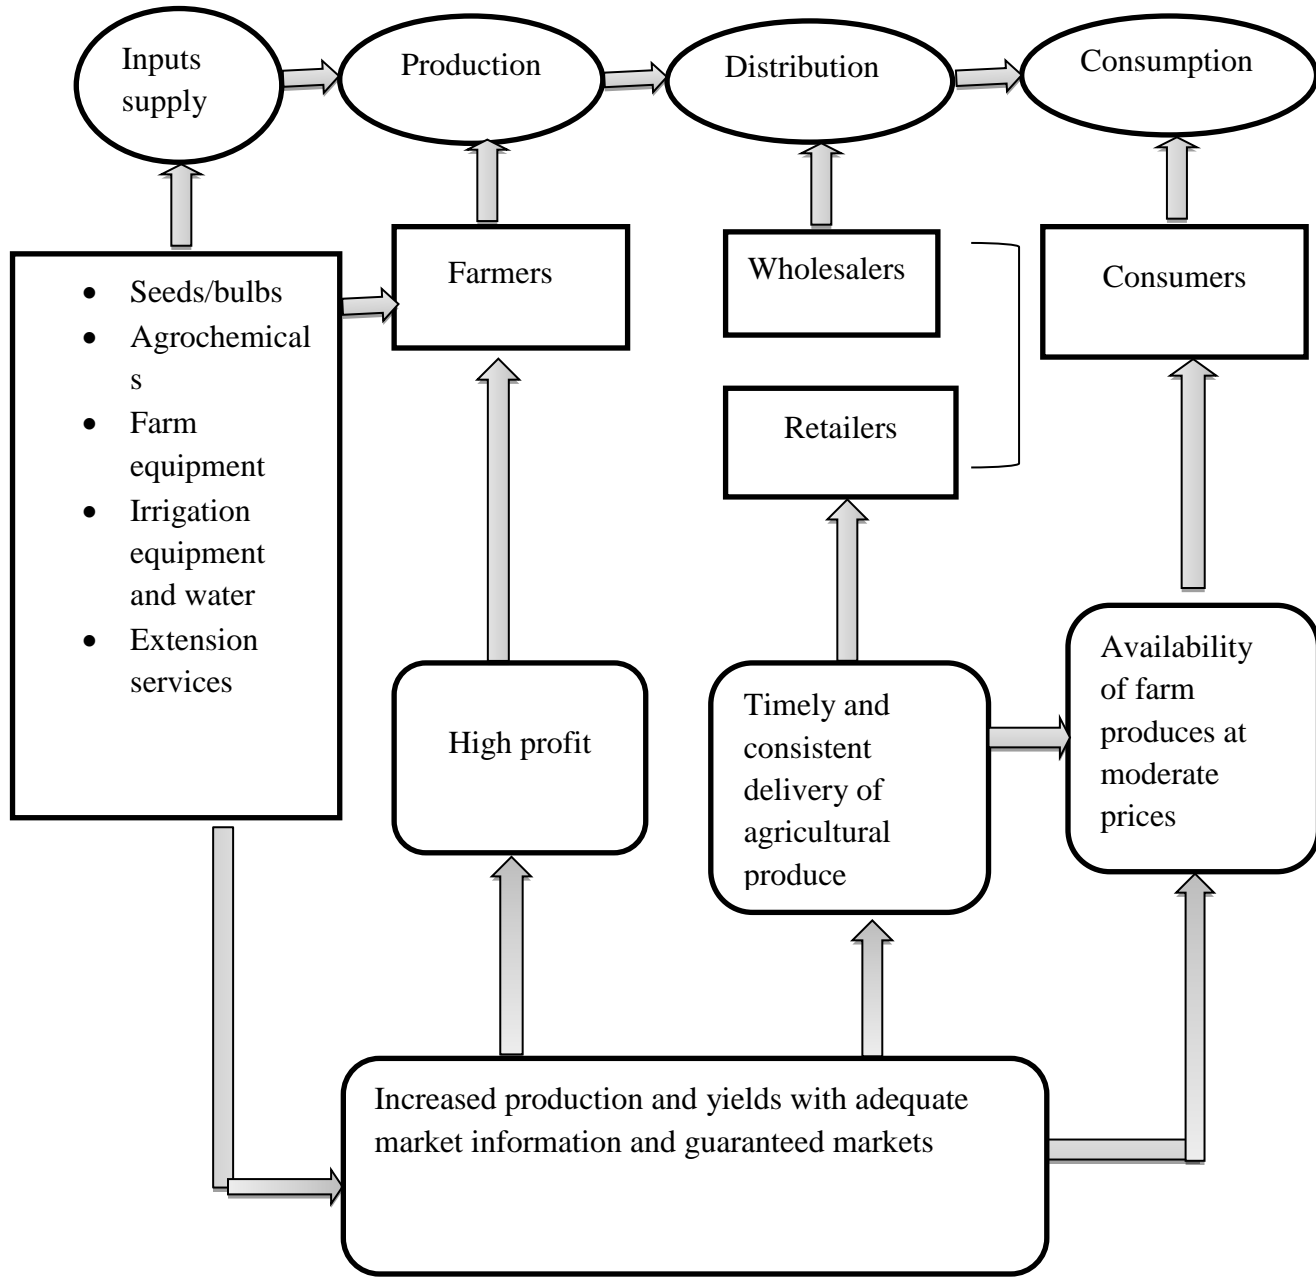 Inputs
supply
Production
Distribution
Consumption
• Seeds/bulbs
• Agrochemical
s
• Farm
equipment
• Irrigation
equipment
and water
• Extension
services
Farmers
Wholesalers
Retailers
Consumers
High profit
Timely and
consistent
delivery of
agricultural
produce
Availability
of farm
produces at
moderate
prices
Increased production and yields with adequate
market information and guaranteed markets